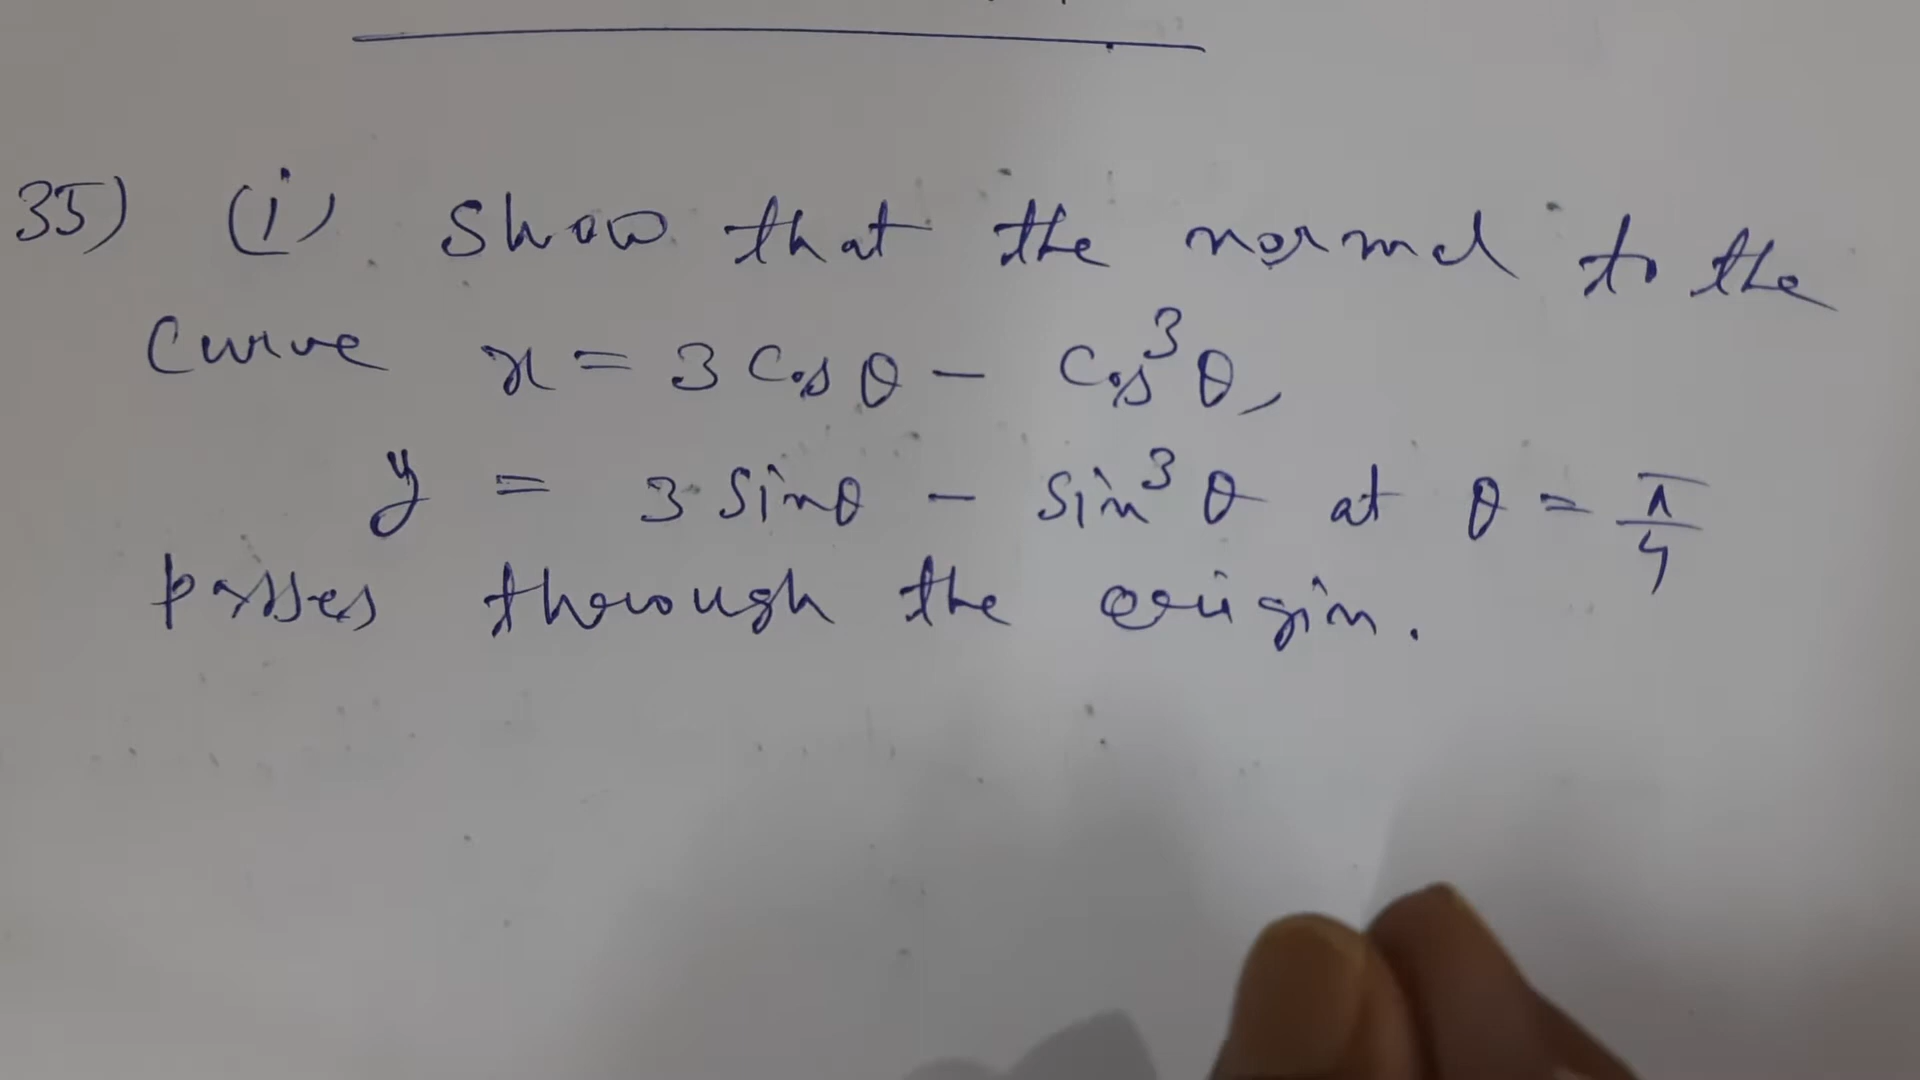 35) (i) Show that the normal to the
Curve x = 3 Cos θ - Cos³ θ,
y = 3 Sin θ - Sin³ θ at θ = π/4
passes through the origin.